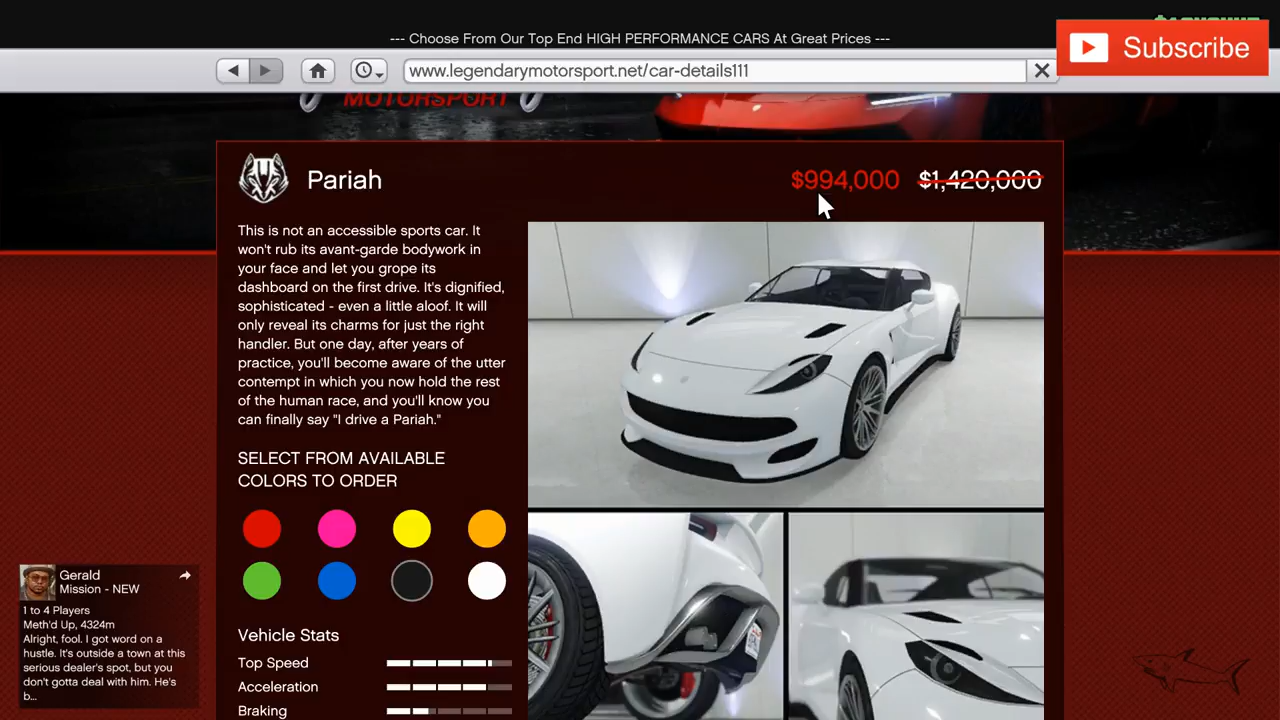 --- Choose From Our Top End HIGH PERFORMANCE CARS At Great Prices ---
Subscribe
www.legendarymotorsport.net/car-details111
MOTORSPORT
Pariah
$994,000 $1,420,000
This is not an accessible sports car. It
won't rub its avant-garde bodywork in
your face and let you grope its
dashboard on the first drive. It's dignified,
sophisticated - even a little aloof. It will
only reveal its charms for just the right
handler. But one day, after years of
practice, you'll become aware of the utter
contempt in which you now hold the rest
of the human race, and you'll know you
can finally say "I drive a Pariah."
SELECT FROM AVAILABLE
COLORS TO ORDER
Vehicle Stats
Top Speed
Acceleration
Braking
Gerald
Mission - NEW
1 to 4 Players
Meth'd Up, 4324m
Alright, fool. I got word on a
hustle. It's outside a town at this
serious dealer's spot, but you
don't gotta deal with him. He's
b...